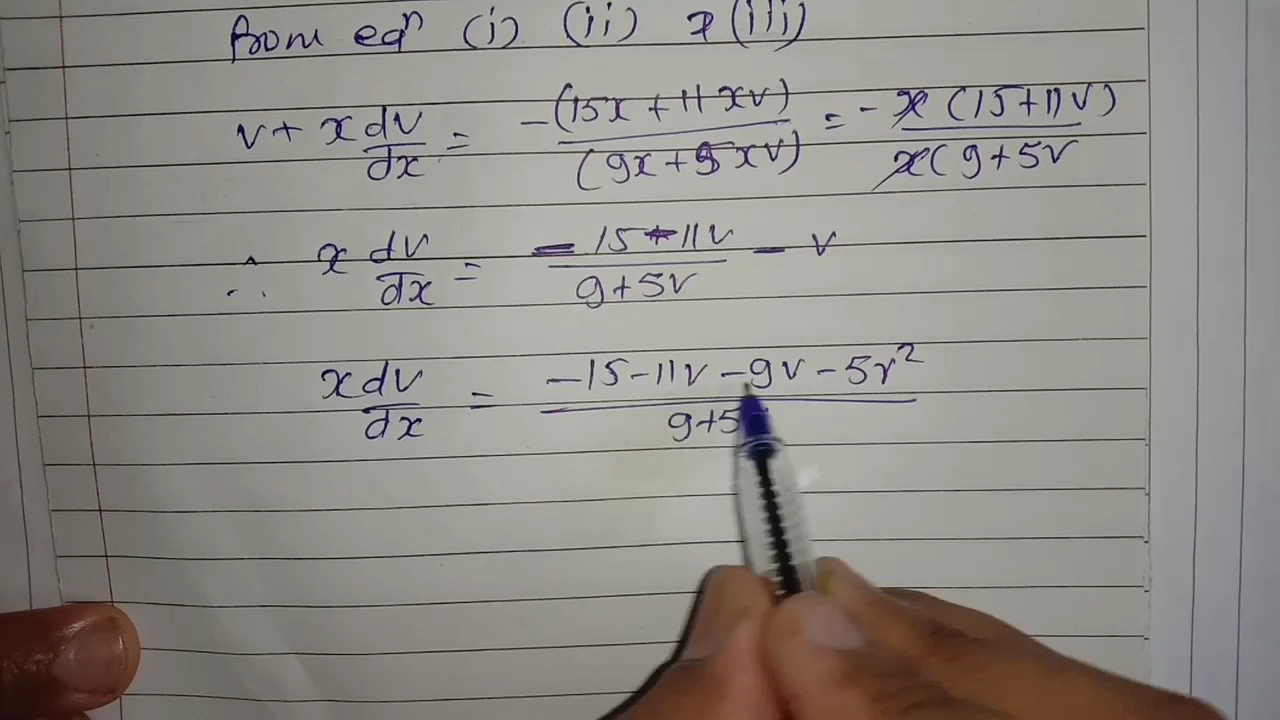 from eqⁿ (i) (ii) & (iii)
v + x dv/dx = -(15x + 11xv)/(9x + 5xv) = -x(15 + 11v)/x(9 + 5v
∴ x dv/dx = -15 - 11v/9 + 5v - v
x dv/dx = -15 - 11v - 9v - 5v²/9 + 5